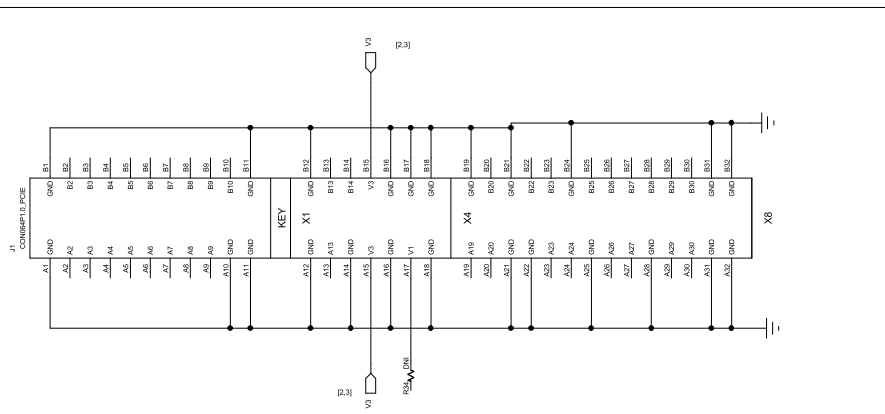 V3
[2,3]
B1 B2 B3 B4 B5 B6 B7 B8 B9 B10 B11 B12 B13 B14 B15 B16 B17 B18 B19 B20 B21 B22 B23 B24 B25 B26 B27 B28 B29 B30 B31 B32
GND B2 B3 B4 B5 B6 B7 B8 B9 B10 GND GND B13 B14 V3 GND GND GND GND B20 GND B22 B23 GND B25 B26 B27 B28 B29 B30 GND GND
J1
CON064P1.0_PCIE
KEY
X1
X4
X8
GND A2 A3 A4 A5 A6 A7 A8 A9 GND GND GND A13 GND V3 GND V1 GND A19 A20 GND GND A23 A24 GND A26 A27 GND A29 A30 GND GND
A1 A2 A3 A4 A5 A6 A7 A8 A9 A10 A11 A12 A13 A14 A15 A16 A17 A18 A19 A20 A21 A22 A23 A24 A25 A26 A27 A28 A29 A30 A31 A32
[2,3]
V3
R34
DNI